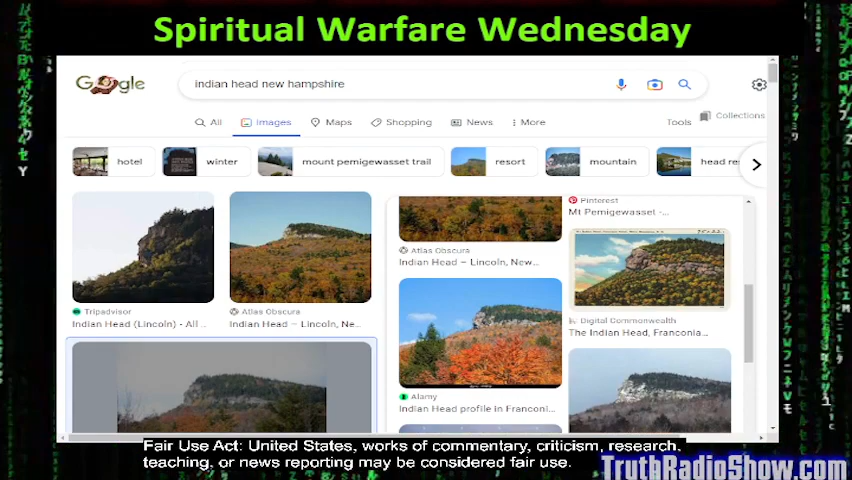 Spiritual Warfare Wednesday
Google
indian head new hampshire
All
Images
Maps
Shopping
News
More
Tools
Collections
hotel
winter
mount pemigewasset trail
resort
mountain
head re
Tripadvisor
Indian Head (Lincoln) - All ...
Atlas Obscura
Indian Head – Lincoln, Ne...
Atlas Obscura
Indian Head – Lincoln, New...
Alamy
Indian Head profile in Franconi...
Pinterest
Mt Pemigewasset -...
Digital Commonwealth
The Indian Head, Franconia...
Fair Use Act: United States, works of commentary, criticism, research,
teaching, or news reporting may be considered fair use.
TruthRadioShow.com